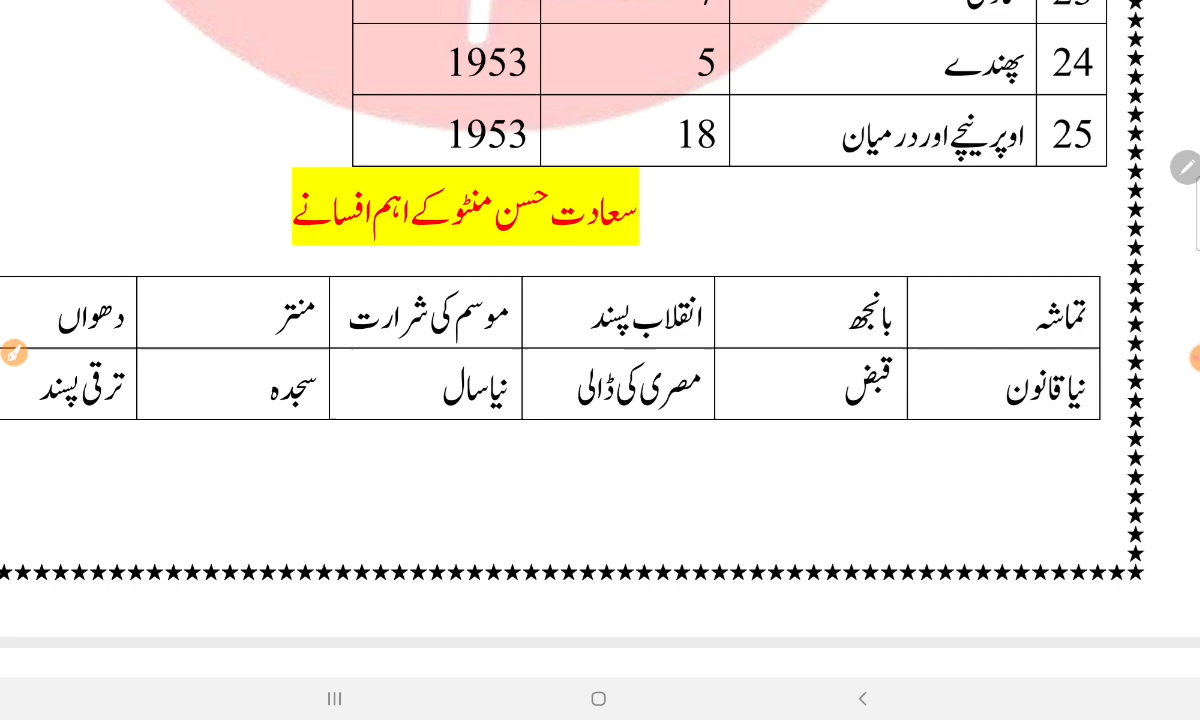 24 پھندے 5 1953
25 اوپر نیچے اور درمیان 18 1953
سعادت حسن منٹو کے اہم افسانے
تماشہ بانجھ انقلاب پسند موسم کی شرارت منتر دھواں
نیا قانون قبض مصری کی ڈالی نیا سال سجدہ ترقی پسند